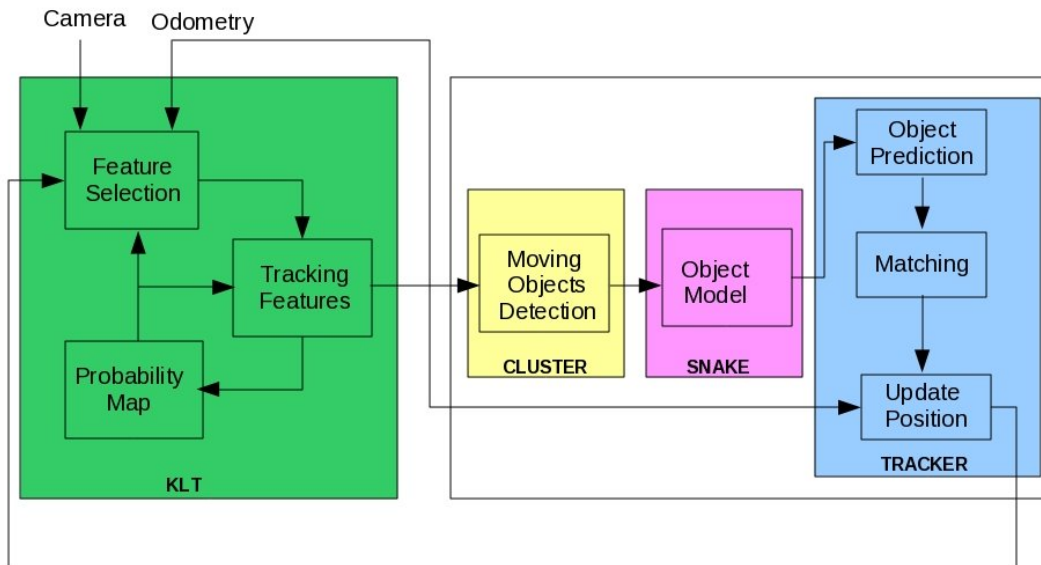 Camera
Odometry
Feature
Selection
Tracking
Features
Probability
Map
KLT
Moving
Objects
Detection
CLUSTER
Object
Model
SNAKE
Object
Prediction
Matching
Update
Position
TRACKER